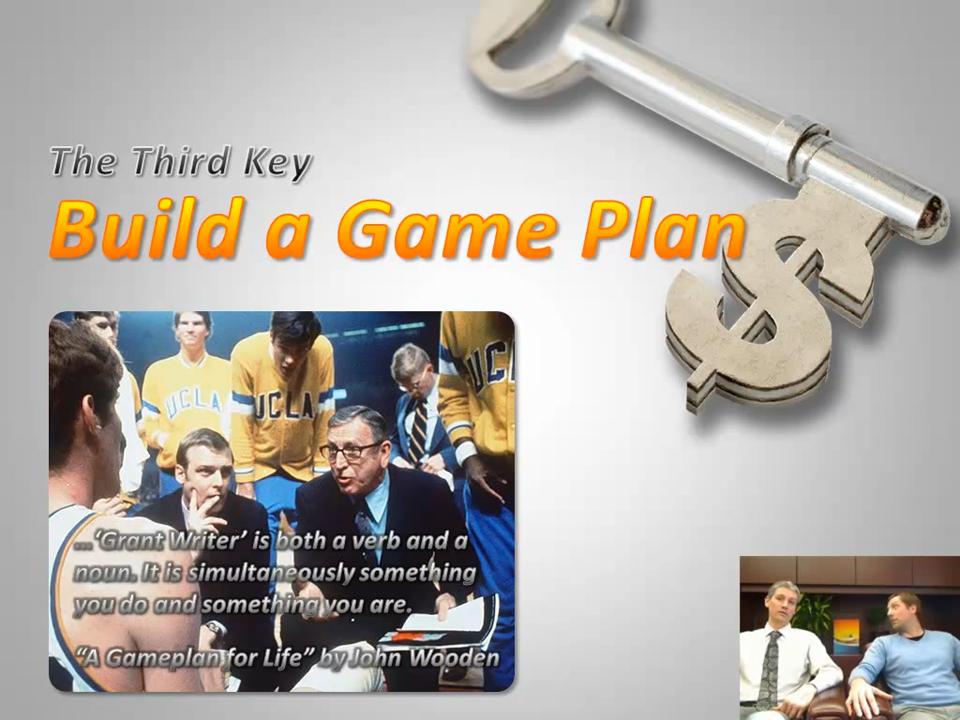 The Third Key
Build a Game Plan
UCLA
UCLA
UC
...‘Grant Writer’ is both a verb and a
noun. It is simultaneously something
you do and something you are.
“A Gameplan for Life” by John Wooden